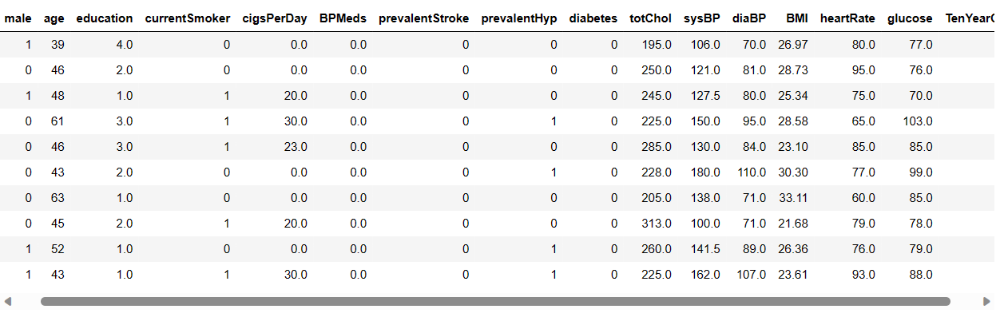 male age education currentSmoker cigsPerDay BPMeds prevalentStroke prevalentHyp diabetes totChol sysBP diaBP BMI heartRate glucose TenYearC
1 39 4.0 0 0.0 0.0 0 0 0 195.0 106.0 70.0 26.97 80.0 77.0
0 46 2.0 0 0.0 0.0 0 0 0 250.0 121.0 81.0 28.73 95.0 76.0
1 48 1.0 1 20.0 0.0 0 0 0 245.0 127.5 80.0 25.34 75.0 70.0
0 61 3.0 1 30.0 0.0 0 1 0 225.0 150.0 95.0 28.58 65.0 103.0
0 46 3.0 1 23.0 0.0 0 0 0 285.0 130.0 84.0 23.10 85.0 85.0
0 43 2.0 0 0.0 0.0 0 1 0 228.0 180.0 110.0 30.30 77.0 99.0
0 63 1.0 0 0.0 0.0 0 0 0 205.0 138.0 71.0 33.11 60.0 85.0
0 45 2.0 1 20.0 0.0 0 0 0 313.0 100.0 71.0 21.68 79.0 78.0
1 52 1.0 0 0.0 0.0 0 1 0 260.0 141.5 89.0 26.36 76.0 79.0
1 43 1.0 1 30.0 0.0 0 1 0 225.0 162.0 107.0 23.61 93.0 88.0